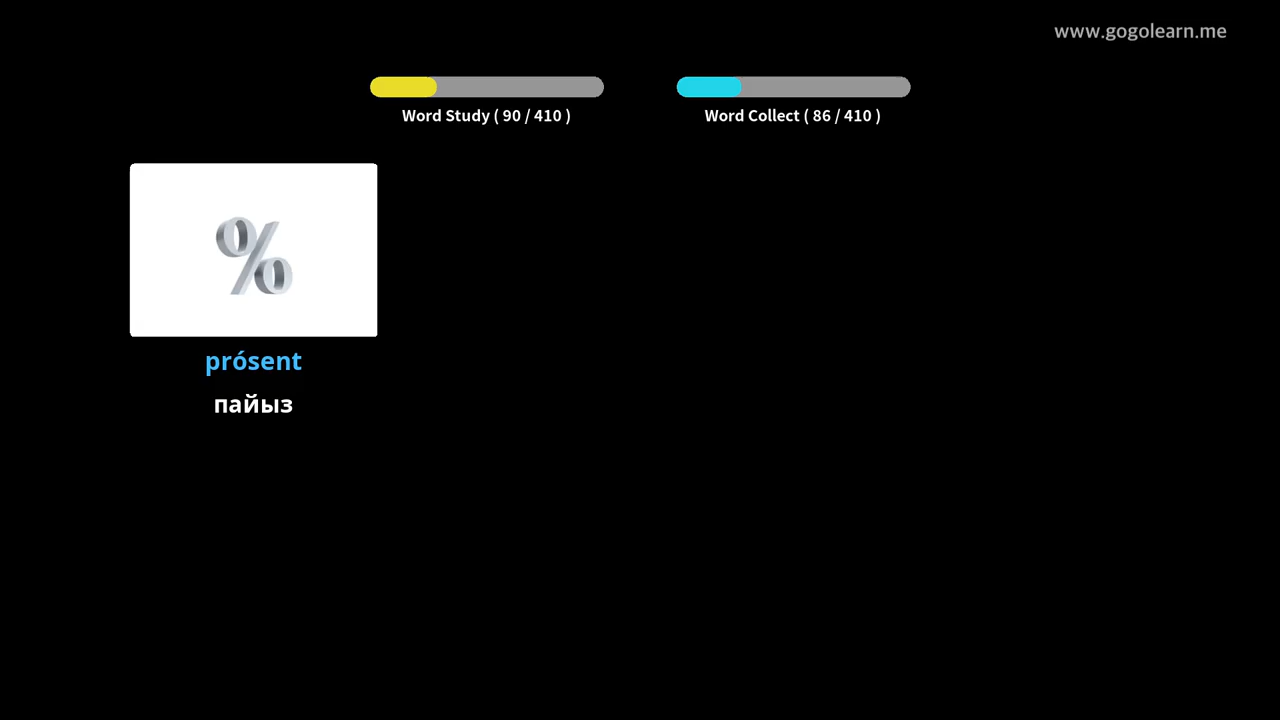 www.gogolearn.me
Word Study ( 90 / 410 )
Word Collect ( 86 / 410 )
%
prósent
пайыз